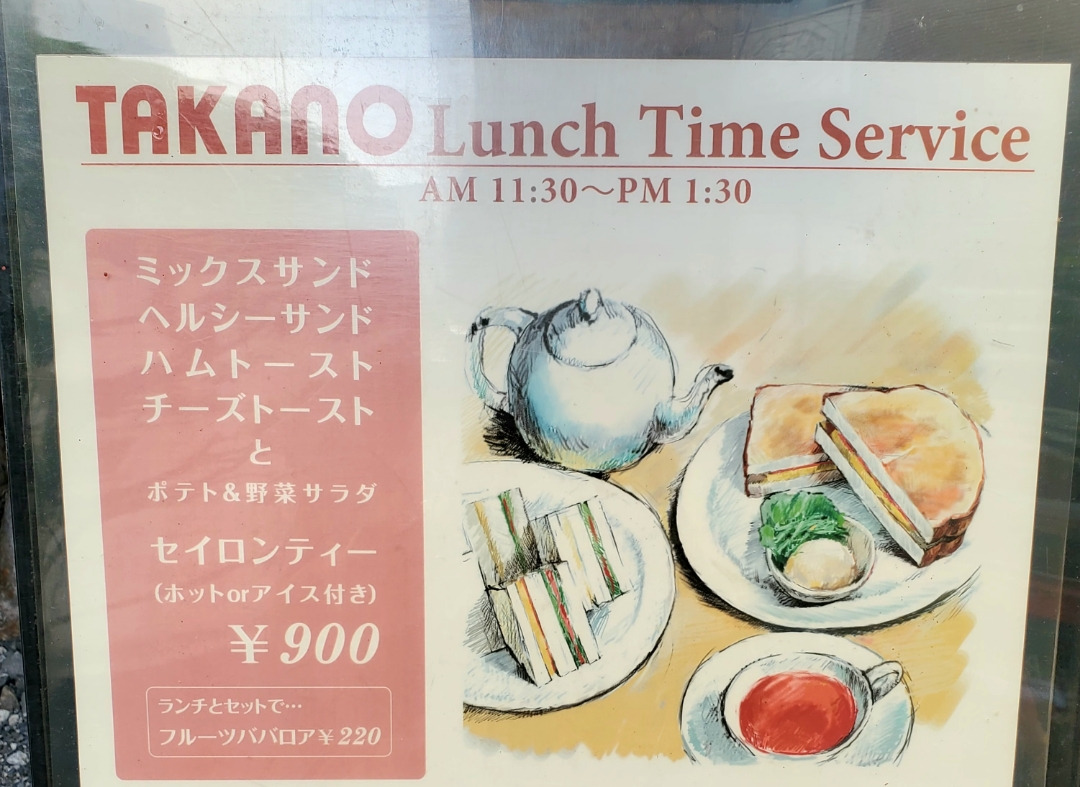 TAKANO Lunch Time Service
AM 11:30～PM 1:30
ミックスサンド
ヘルシーサンド
ハムトースト
チーズトースト
と
ポテト＆野菜サラダ
セイロンティー
(ホットorアイス付き)
￥900
ランチとセットで…
フルーツババロア￥220